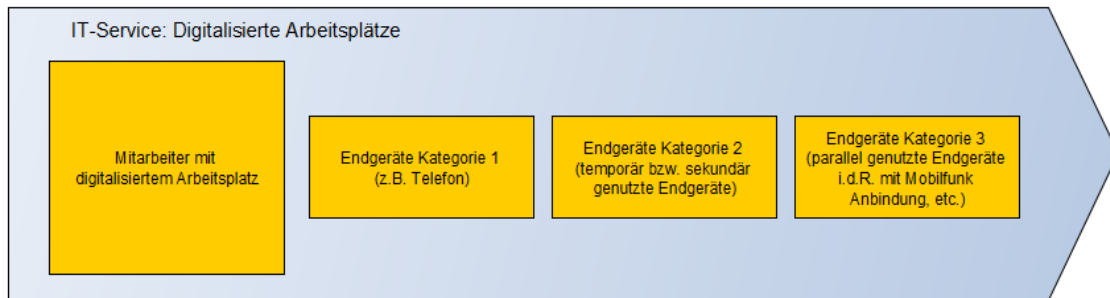 IT-Service: Digitalisierte Arbeitsplätze
Mitarbeiter mit
digitalisiertem Arbeitsplatz
Endgeräte Kategorie 1
(z.B. Telefon)
Endgeräte Kategorie 2
(temporär bzw. sekundär
genutzte Endgeräte)
Endgeräte Kategorie 3
(parallel genutzte Endgeräte
i.d.R. mit Mobilfunk
Anbindung, etc.)